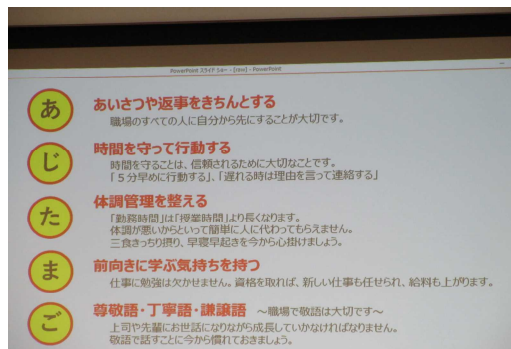 PowerPoint スライド ショー - [rime] - PowerPoint
あ
あいさつや返事をきちんとする
職場のすべての人に自分から先にすることが大切です。
じ
時間を守って行動する
時間を守ることは、信頼されるために大切なことです。
「５分早めに行動する」、「遅れる時は理由を言って連絡する」
た
体調管理を整える
「勤務時間」は「授業時間」より長くなります。
体調が悪いからといって簡単に人に代わってもらえません。
三食きっちり摂り、早寝早起きを今から心掛けましょう。
ま
前向きに学ぶ気持ちを持つ
仕事に勉強は欠かせません。資格を取れば、新しい仕事も任せられ、給料も上がります。
ご
尊敬語・丁寧語・謙譲語 ～職場で敬語は大切です～
上司や先輩にお世話になりながら成長していかなければなりません。
敬語で話すことに今から慣れておきましょう。